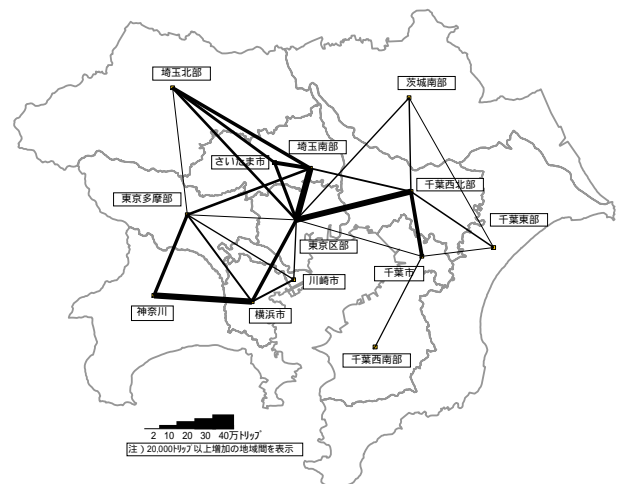 埼玉北部
茨城南部
埼玉南部
さいたま市
千葉西北部
東京多摩部
東京区部
千葉東部
千葉市
川崎市
神奈川
横浜市
千葉西南部
2 10 20 30 40万トリップ
注）20,000トリップ以上増加の地域間を表示